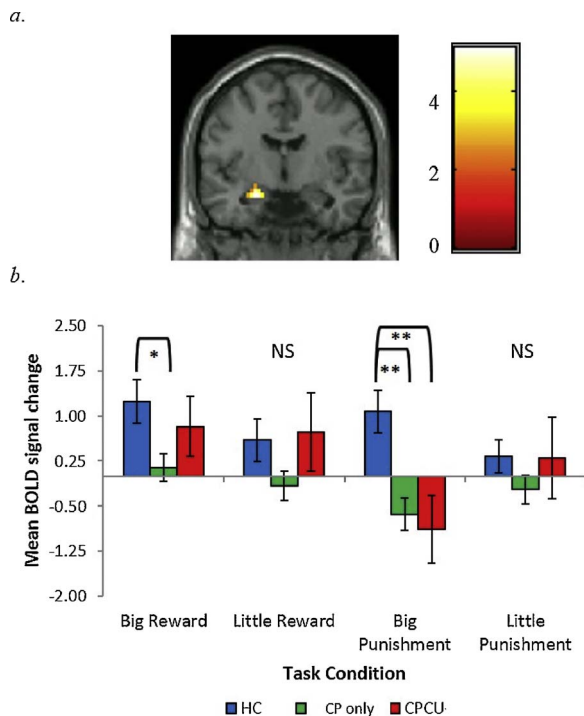 a.
4
2
0
b.
2.50
1.75
1.00
0.25
-0.50
-1.25
-2.00
Mean BOLD signal change
*
NS
**
**
NS
Big Reward
Little Reward
Big
Punishment
Little
Punishment
Task Condition
HC
CP only
CPCU